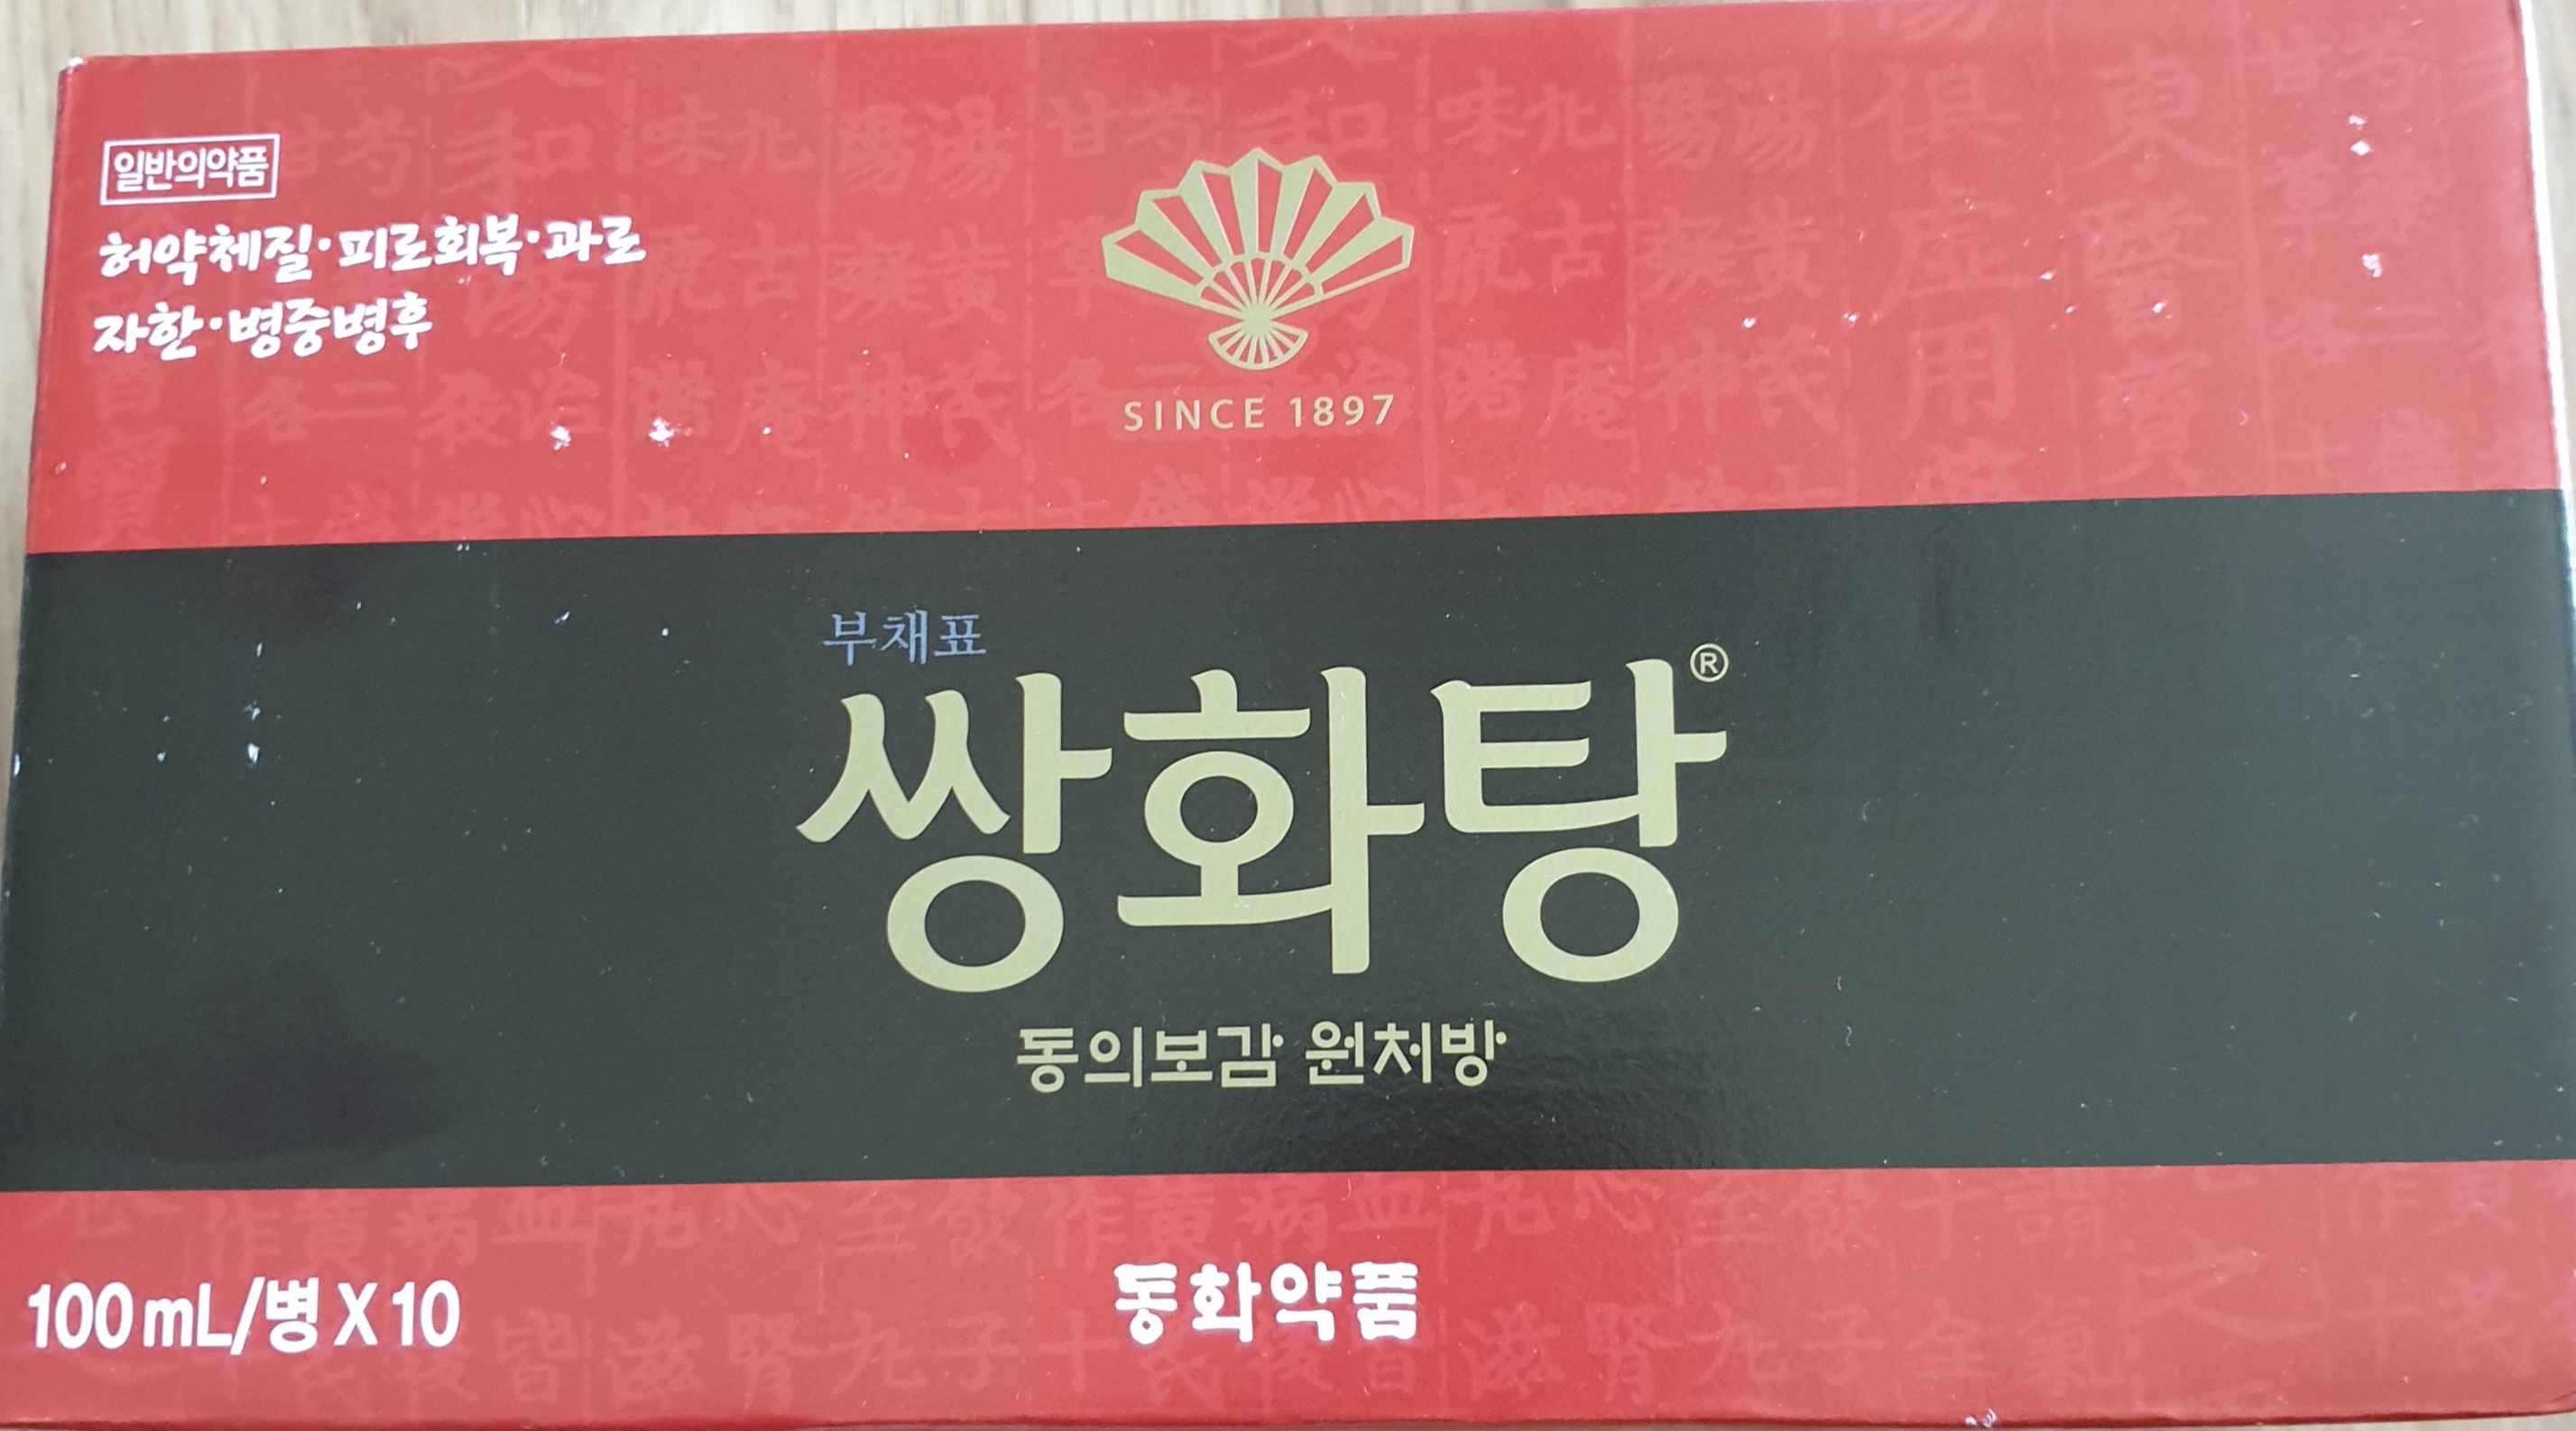 일반의약품
허약체질·피로회복·과로
자한·병중병후
SINCE 1897
부채표
쌍화탕®
동의보감 원처방
100mL/병 X 10
동화약품